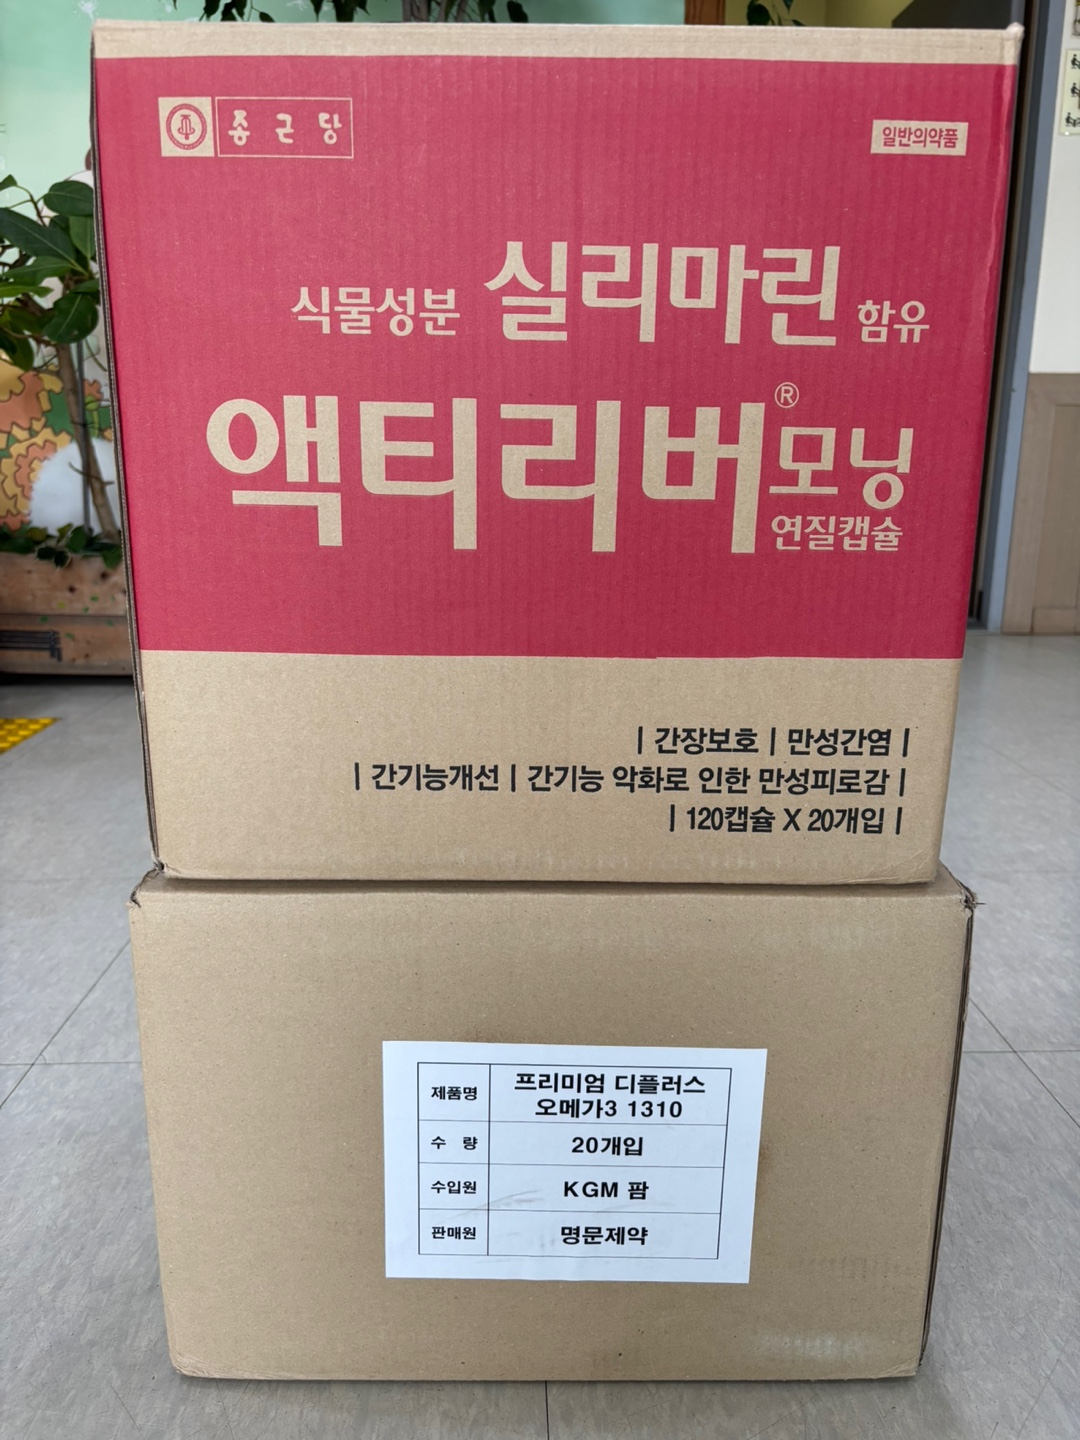 종근당
일반의약품
식물성분 실리마린 함유
액티리버® 모닝
연질캡슐
| 간장보호 | 만성간염 |
| 간기능개선 | 간기능 악화로 인한 만성피로감 |
| 120캡슐 X 20개입 |
제품명 프리미엄 디플러스
오메가3 1310
수 량 20개입
수입원 KGM 팜
판매원 명문제약